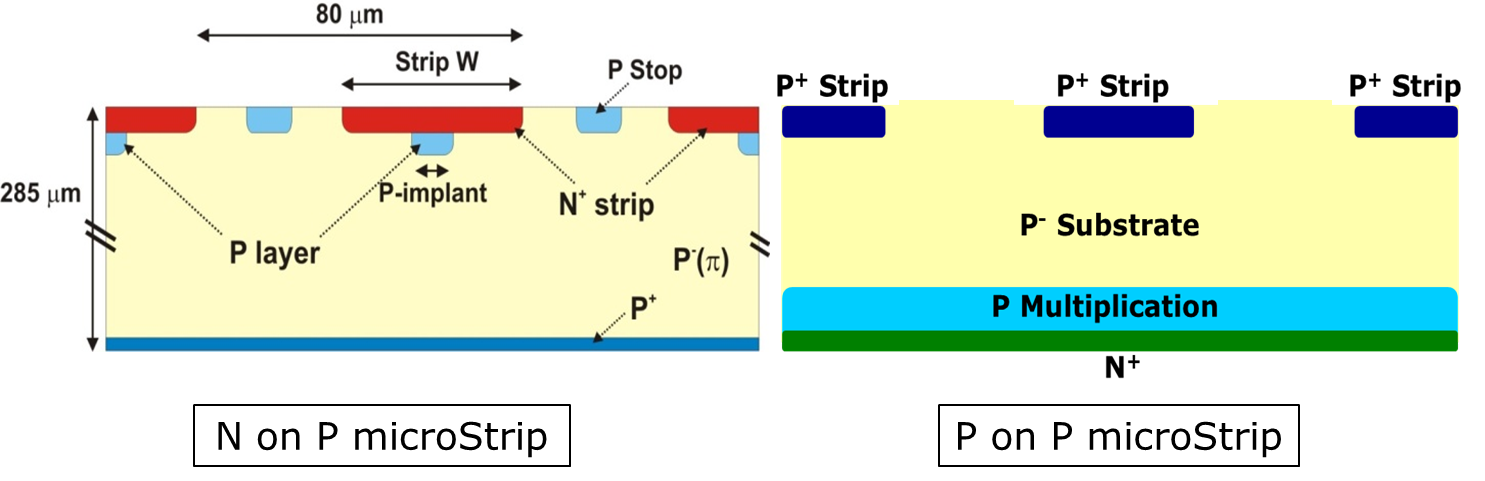 80 μm
Strip W
P Stop
285 μm
P-implant
N⁺ strip
P layer
P⁻(π)
P⁺
N on P microStrip
P⁺ Strip
P⁺ Strip
P⁺ Strip
P⁻ Substrate
P Multiplication
N⁺
P on P microStrip